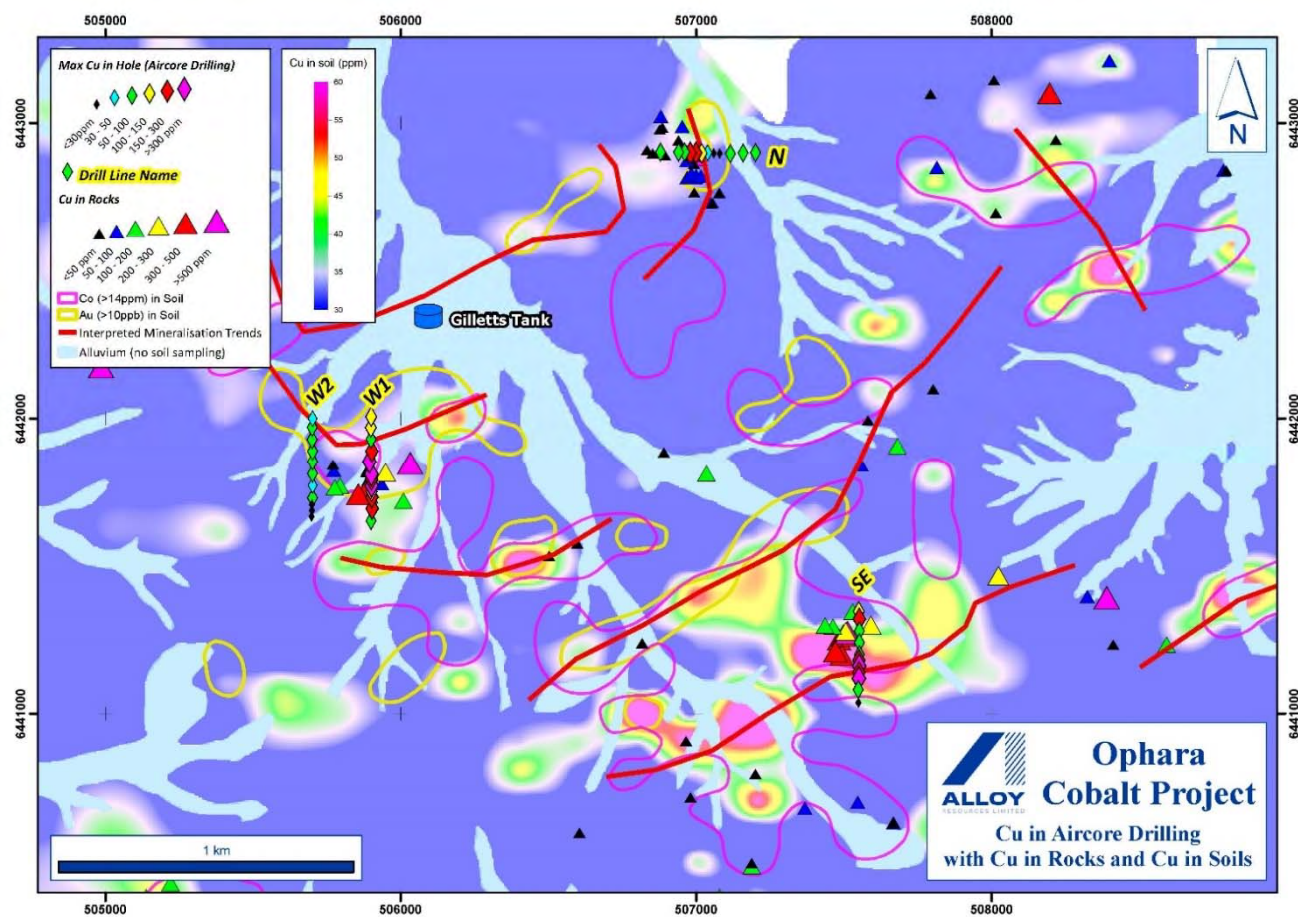 505000 506000 507000 508000
Max Cu in Hole (Aircore Drilling)
<30ppm 30 - 50 50 - 100 100 - 150 150 - 300 >300 ppm
Drill Line Name
Cu in Rocks
<50 ppm 50 - 100 100 - 200 200 - 300 300 - 500 >500 ppm
Co (>14ppm) in Soil
Au (>10ppb) in Soil
Interpreted Mineralisation Trends
Alluvium (no soil sampling)
Cu in soil (ppm)
60
55
50
45
40
35
30
N
6443000 6443000
N
Gilletts Tank
6442000 6442000
W2 W1
SE
6441000 6441000
1 km
ALLOY
RESOURCES LIMITED
Ophara
Cobalt Project
Cu in Aircore Drilling
with Cu in Rocks and Cu in Soils
505000 506000 507000 508000